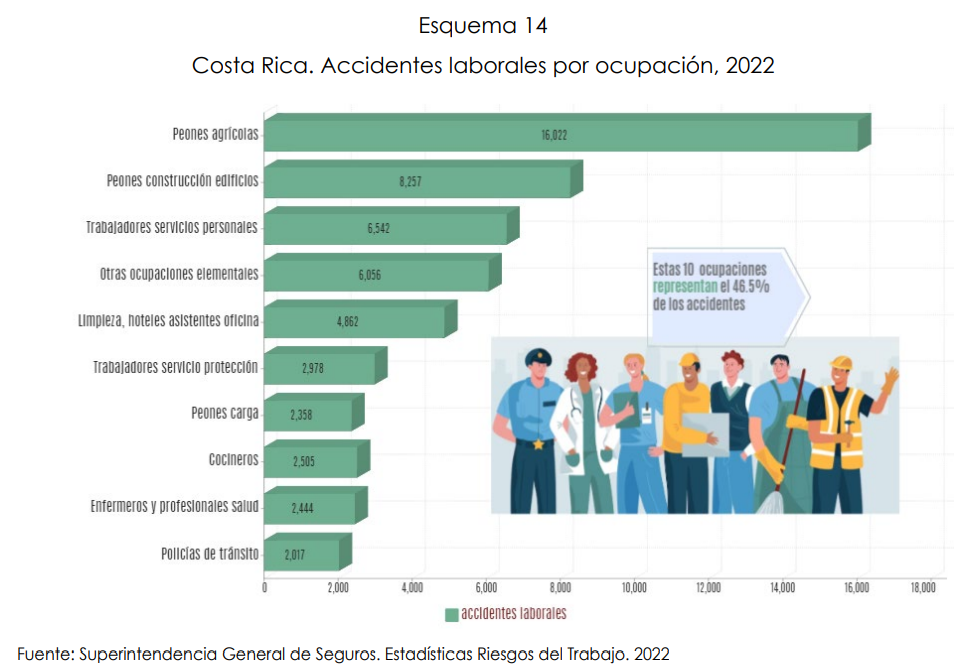 Esquema 14
Costa Rica. Accidentes laborales por ocupación, 2022
Peones agrícolas
16,022
Peones construcción edificios
8,257
Trabajadores servicios personales
6,542
Otras ocupaciones elementales
6,056
Limpieza, hoteles asistentes oficina
4,862
Trabajadores servicio protección
2,978
Peones carga
2,358
Cocineros
2,505
Enfermeros y profesionales salud
2,444
Policías de tránsito
2,017
Estas 10 ocupaciones
representan el 46.5%
de los accidentes
0 2,000 4,000 6,000 8,000 10,000 12,000 14,000 16,000 18,000
accidentes laborales
Fuente: Superintendencia General de Seguros. Estadísticas Riesgos del Trabajo. 2022